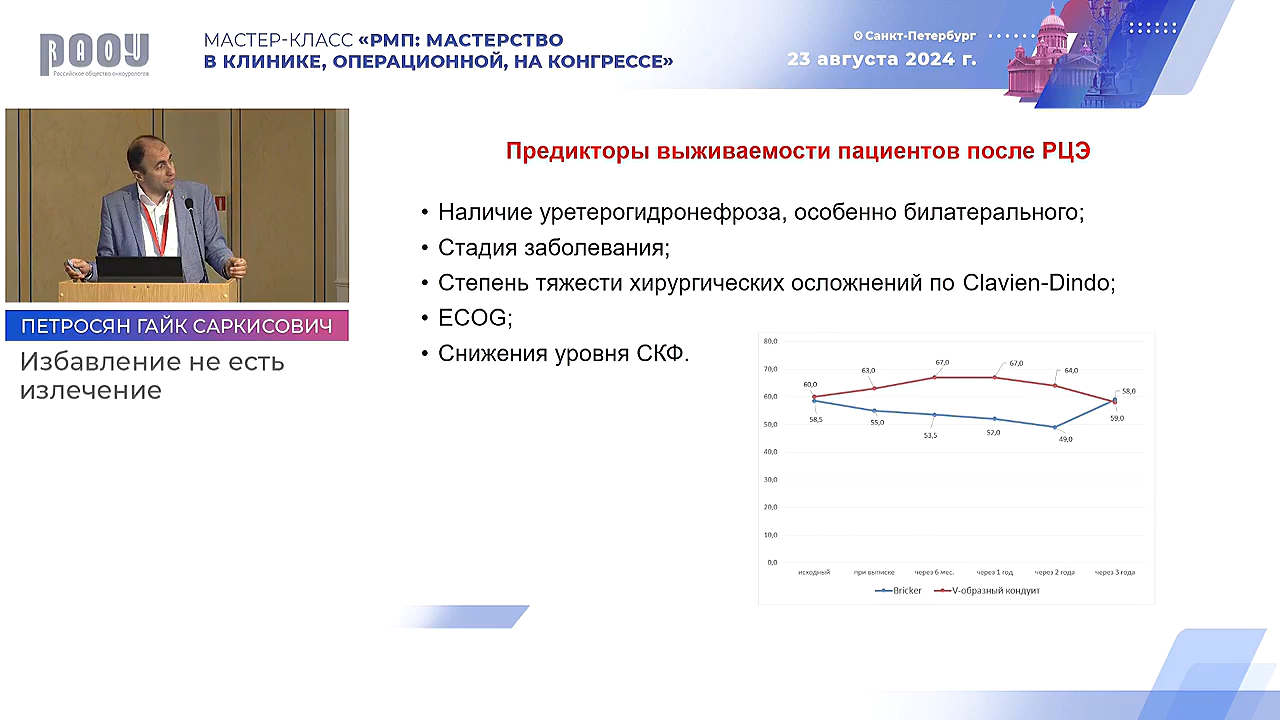 РАОУ
Российское общество онкоурологов
МАСТЕР-КЛАСС «РМП: МАСТЕРСТВО
В КЛИНИКЕ, ОПЕРАЦИОННОЙ, НА КОНГРЕССЕ»
Санкт-Петербург
23 августа 2024 г.
ПЕТРОСЯН ГАЙК САРКИСОВИЧ
Избавление не есть
излечение
Предикторы выживаемости пациентов после РЦЭ
• Наличие уретерогидронефроза, особенно билатерального;
• Стадия заболевания;
• Степень тяжести хирургических осложнений по Clavien-Dindo;
• ECOG;
• Снижения уровня СКФ.
80,0
70,0
60,0
50,0
40,0
30,0
20,0
10,0
0,0
60,0 63,0 67,0 67,0 64,0 58,0
58,5 55,0 53,5 52,0 49,0 59,0
исходный при выписке через 6 мес. через 1 год через 2 года через 3 года
Bricker V-образный кондуит